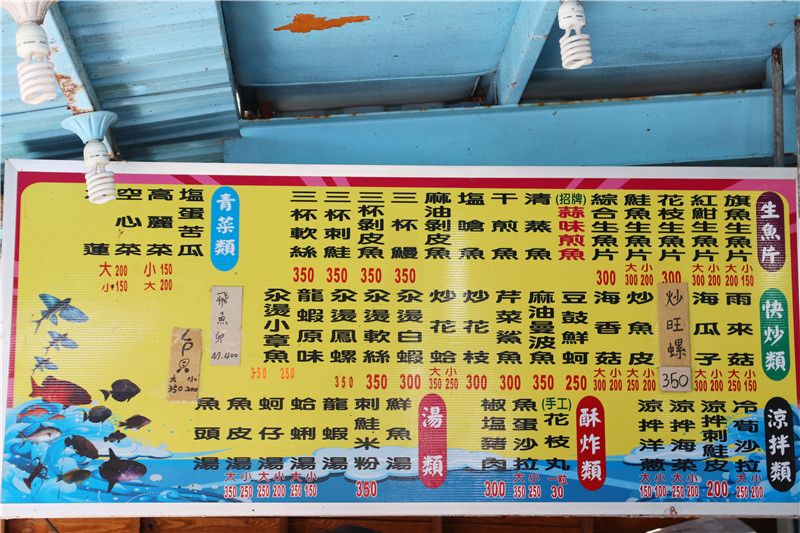 生魚片
旗魚生魚片 大200 小150
紅魽生魚片 大300 小200
花枝生魚片 300
鮭魚生魚片 大300 小200
綜合生魚片 300
(招牌)蒜味煎魚
清蒸魚
干煎魚
鹽嗆魚
麻油剝皮魚
三杯鰻 350
三杯剝皮魚 350
三杯刺鮭 350
三杯軟絲 350
青菜類
鹽蛋苦瓜
高麗菜 小150 大200
空心菜
蓮 大200 小150
快炒類
雨來菇 大250 小150
海瓜子 大300 小200
炒旺螺 350
炒魚皮 大250 小200
海香菇 大300 小200
豆鼓鮮蚵 250
麻油曼波魚 350
芹菜鯊魚 300
炒花枝 300
炒花蛤 大350 小250
汆燙白蝦 300
汆燙軟絲 350
汆燙鳳螺 350
龍蝦原味
汆燙小章魚 350 250
飛魚卵 N.400
大350 小200
涼拌類
冷筍沙拉 大250 小200
涼拌刺鮭皮 200
涼拌海菜 大250 小200
涼拌洋蔥 大150 小100
酥炸類
(手工)花枝丸 一粒30
魚蛋沙拉 大350 小250
椒鹽豬肉 300
湯類
鮮魚湯
刺鮭米粉 350
龍蝦湯
蛤蜊湯 大250 小150
蚵仔湯 大250 小200
魚皮湯 大350 小250
魚頭湯